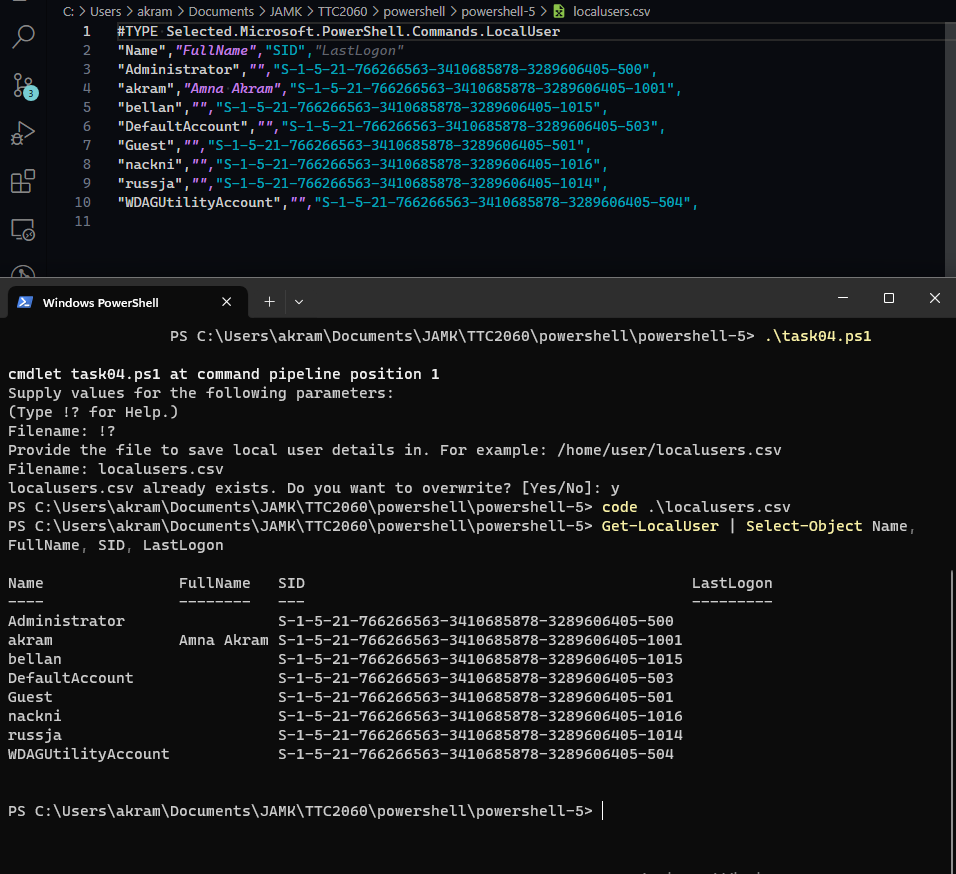 C: > Users > akram > Documents > JAMK > TTC2060 > powershell > powershell-5 > localusers.csv
1 #TYPE Selected.Microsoft.PowerShell.Commands.LocalUser
2 "Name","FullName","SID","LastLogon"
3 "Administrator","","S-1-5-21-766266563-3410685878-3289606405-500",
4 "akram","Amna Akram","S-1-5-21-766266563-3410685878-3289606405-1001",
5 "bellan","","S-1-5-21-766266563-3410685878-3289606405-1015",
6 "DefaultAccount","","S-1-5-21-766266563-3410685878-3289606405-503",
7 "Guest","","S-1-5-21-766266563-3410685878-3289606405-501",
8 "nackni","","S-1-5-21-766266563-3410685878-3289606405-1016",
9 "russja","","S-1-5-21-766266563-3410685878-3289606405-1014",
10 "WDAGUtilityAccount","","S-1-5-21-766266563-3410685878-3289606405-504",
11
3
Windows PowerShell
PS C:\Users\akram\Documents\JAMK\TTC2060\powershell\powershell-5> .\task04.ps1
cmdlet task04.ps1 at command pipeline position 1
Supply values for the following parameters:
(Type !? for Help.)
Filename: !?
Provide the file to save local user details in. For example: /home/user/localusers.csv
Filename: localusers.csv
localusers.csv already exists. Do you want to overwrite? [Yes/No]: y
PS C:\Users\akram\Documents\JAMK\TTC2060\powershell\powershell-5> code .\localusers.csv
PS C:\Users\akram\Documents\JAMK\TTC2060\powershell\powershell-5> Get-LocalUser | Select-Object Name,
FullName, SID, LastLogon
Name FullName SID LastLogon
---- -------- --- ---------
Administrator S-1-5-21-766266563-3410685878-3289606405-500
akram Amna Akram S-1-5-21-766266563-3410685878-3289606405-1001
bellan S-1-5-21-766266563-3410685878-3289606405-1015
DefaultAccount S-1-5-21-766266563-3410685878-3289606405-503
Guest S-1-5-21-766266563-3410685878-3289606405-501
nackni S-1-5-21-766266563-3410685878-3289606405-1016
russja S-1-5-21-766266563-3410685878-3289606405-1014
WDAGUtilityAccount S-1-5-21-766266563-3410685878-3289606405-504
PS C:\Users\akram\Documents\JAMK\TTC2060\powershell\powershell-5>